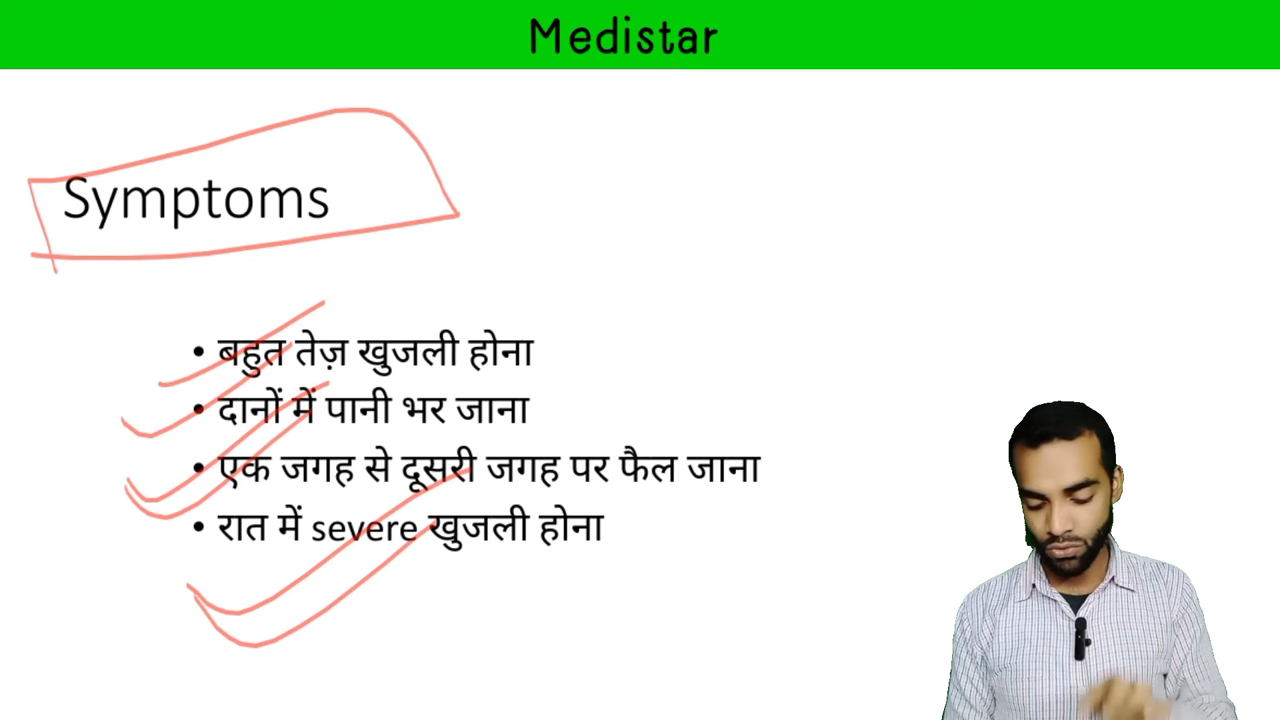 Medistar
Symptoms
• बहुत तेज़ खुजली होना
• दानों में पानी भर जाना
• एक जगह से दूसरी जगह पर फैल जाना
• रात में severe खुजली होना